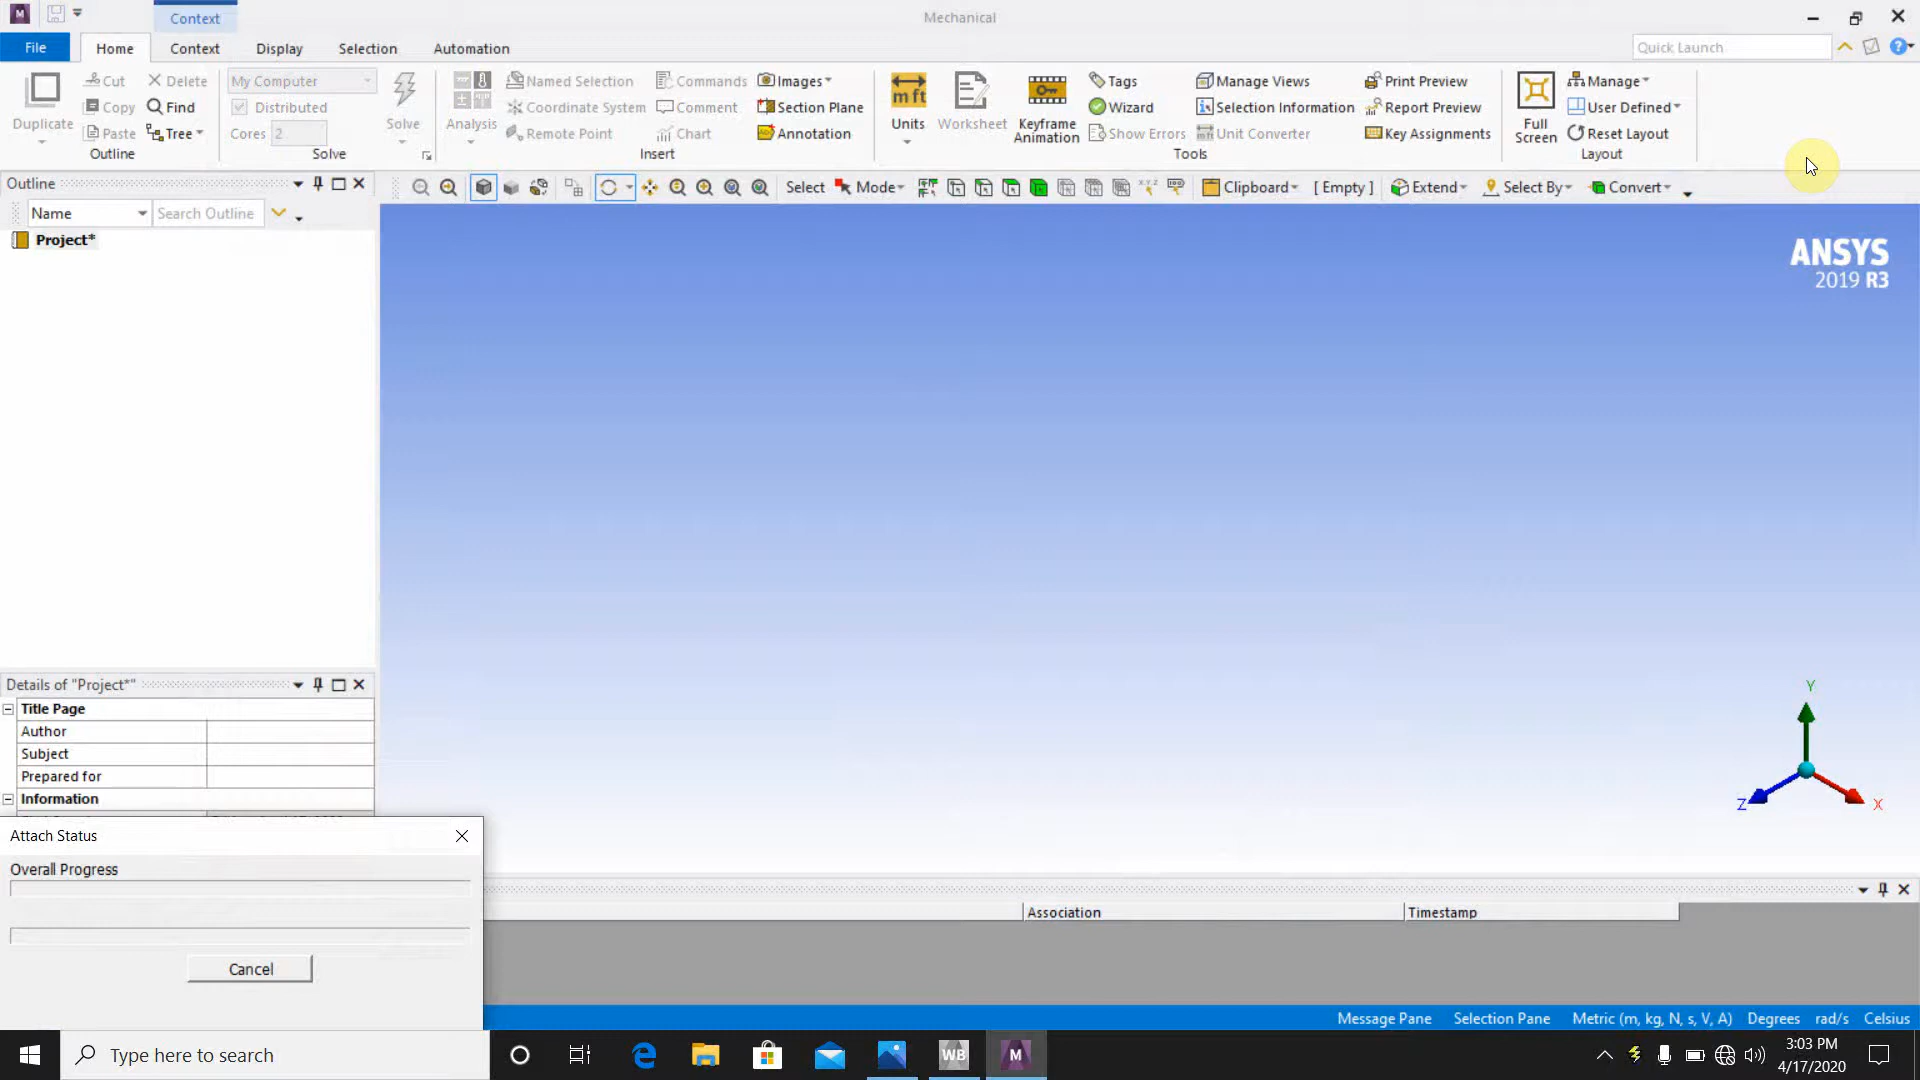 Context
Mechanical
File
Home
Context
Display
Selection
Automation
Quick Launch
Duplicate
Cut
Copy
Paste
Delete
Find
Tree
Outline
My Computer
Distributed
Cores 2
Solve
Solve
Analysis
Named Selection
Coordinate System
Remote Point
Commands
Comment
Chart
Images
Section Plane
Annotation
Insert
m ft
Units
Worksheet
Keyframe
Animation
Tags
Wizard
Show Errors
Manage Views
Selection Information
Unit Converter
Print Preview
Report Preview
Key Assignments
Tools
Full
Screen
Manage
User Defined
Reset Layout
Layout
Outline
Name
Search Outline
Project*
Select
Mode
Clipboard
[ Empty ]
Extend
Select By
Convert
ANSYS
2019 R3
Y
Z
X
Details of "Project*"
Title Page
Author
Subject
Prepared for
Information
Attach Status
Overall Progress
Cancel
Association
Timestamp
Message Pane
Selection Pane
Metric (m, kg, N, s, V, A)
Degrees
rad/s
Celsius
Type here to search
WB
M
3:03 PM
4/17/2020